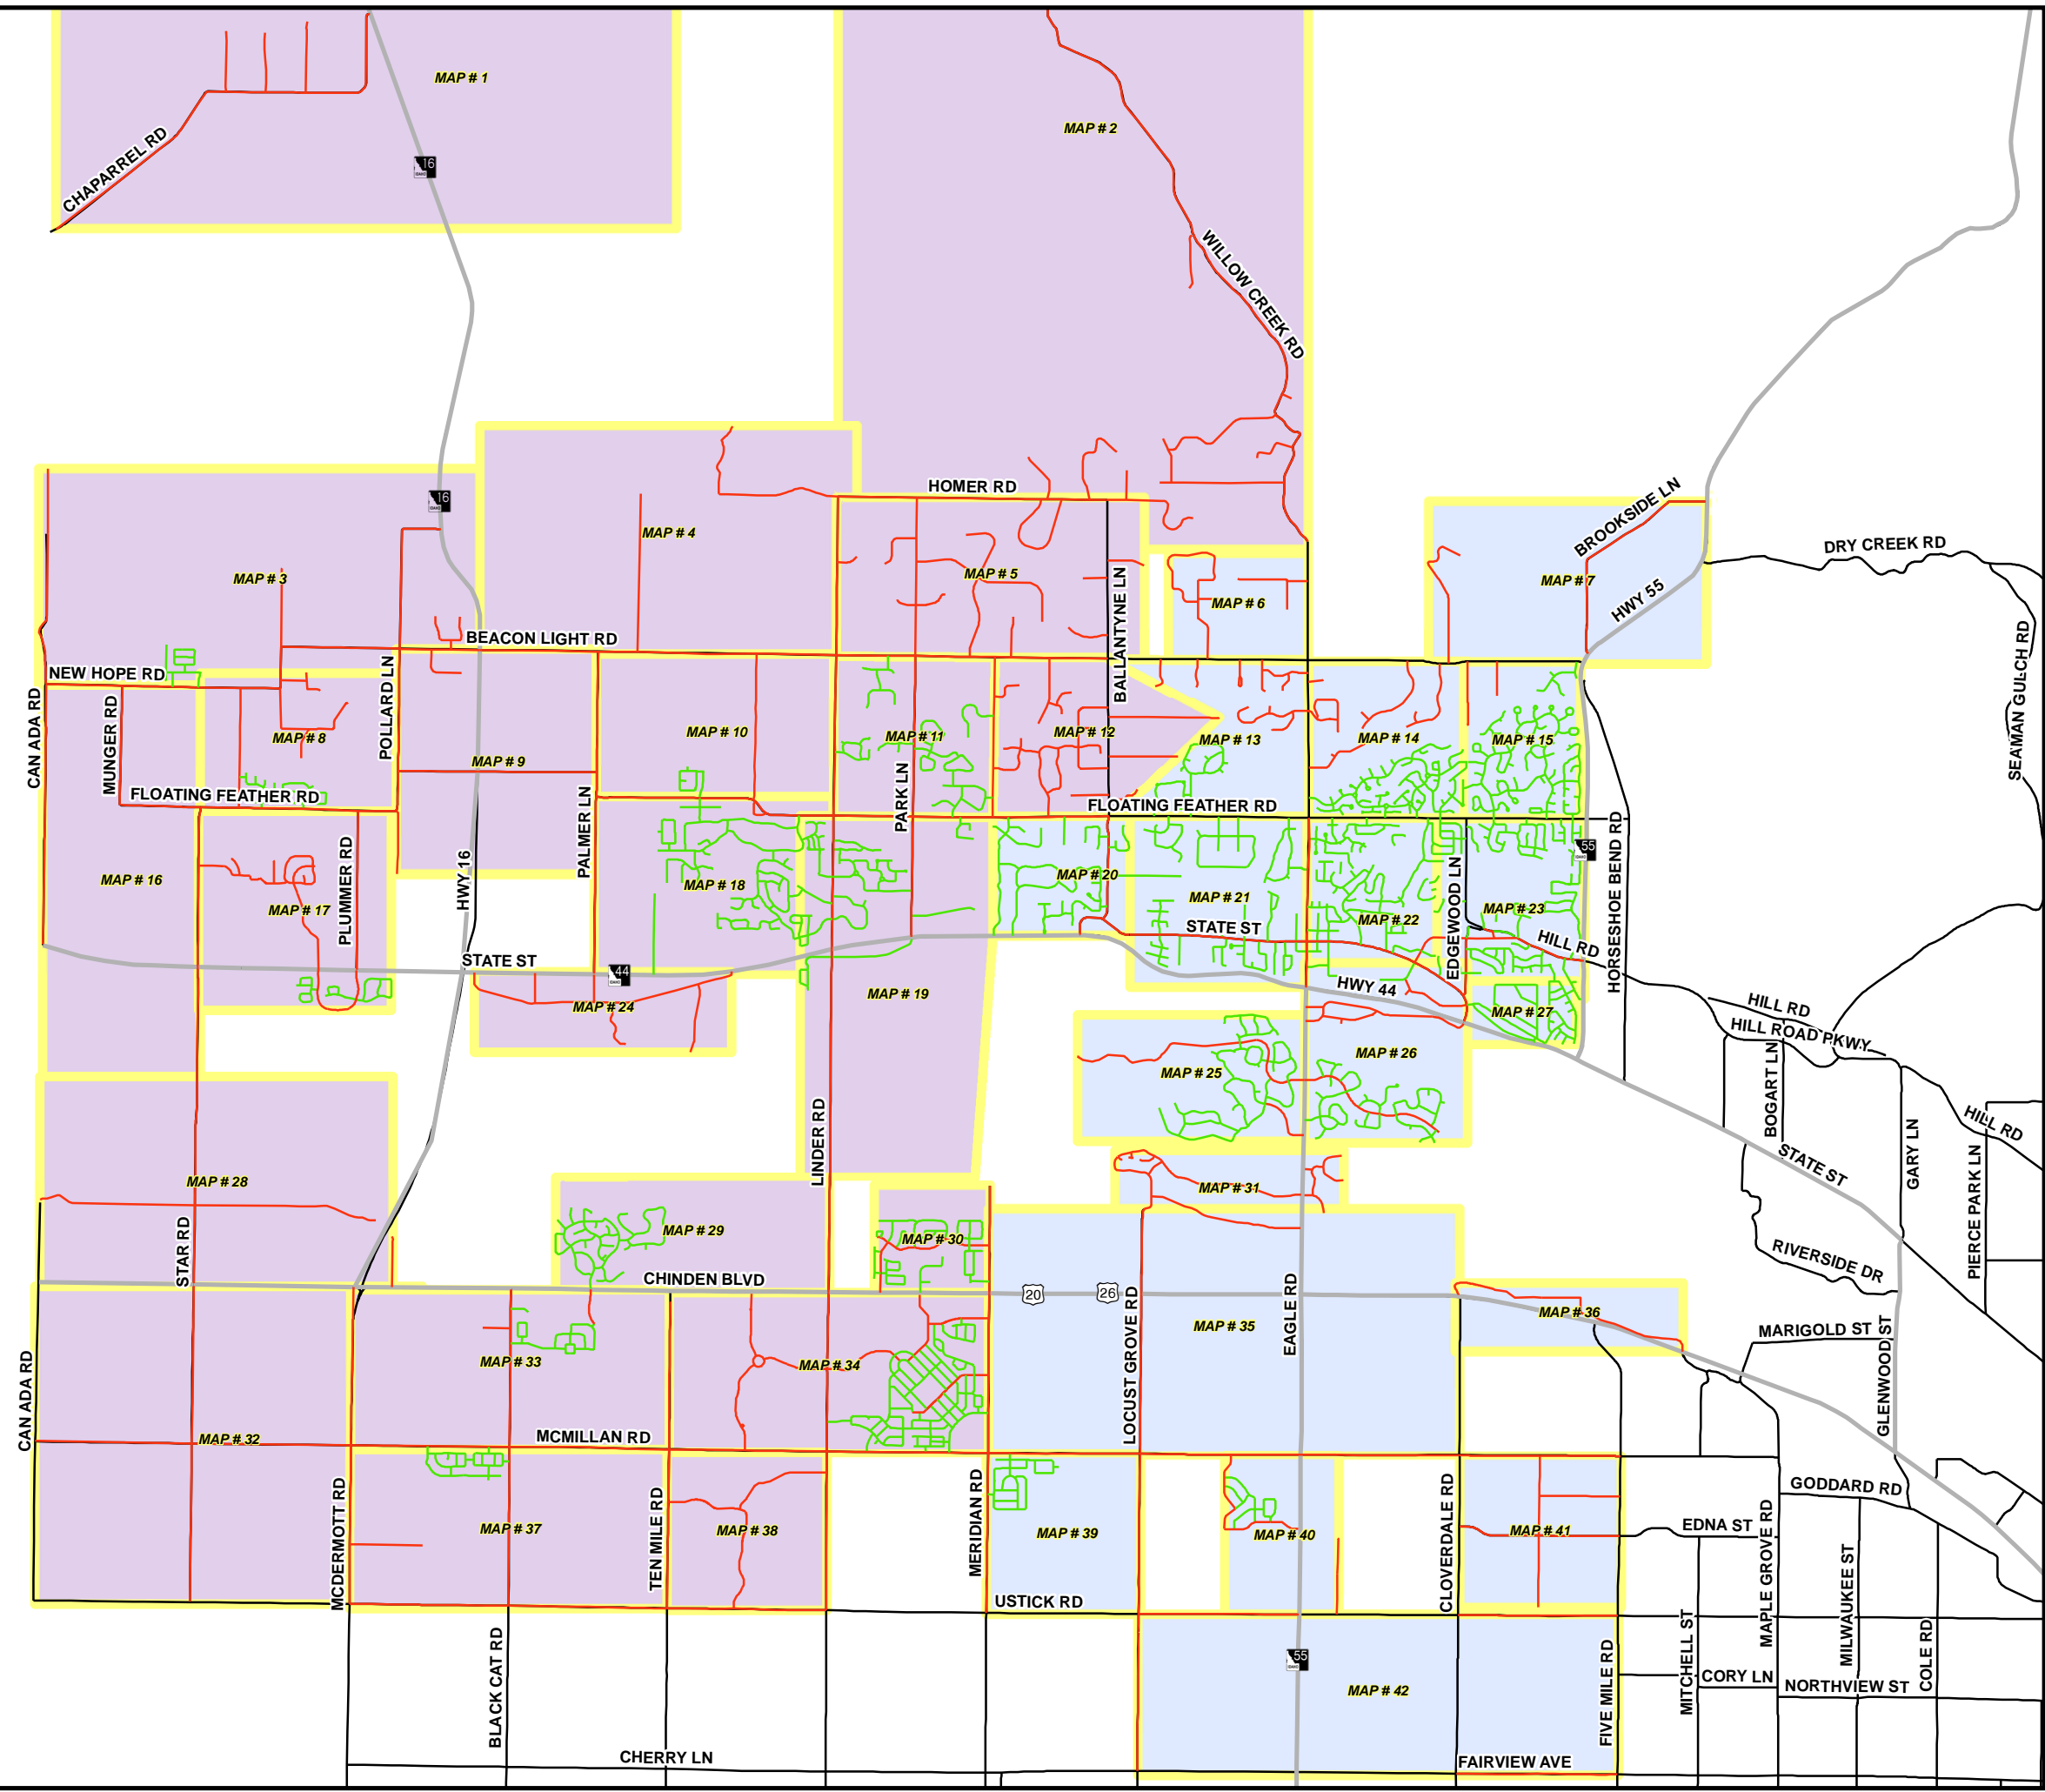 MAP # 1
16
CHAPARREL RD
MAP # 2
WILLOW CREEK RD
16
HOMER RD
MAP # 4
MAP # 3
MAP # 5
BALLANTYNE LN
MAP # 6
BROOKSIDE LN
MAP # 7
HWY 55
DRY CREEK RD
SEAMAN GULCH RD
BEACON LIGHT RD
NEW HOPE RD
CAN ADA RD
MUNGER RD
MAP # 8
POLLARD LN
MAP # 9
MAP # 10
MAP # 11
MAP # 12
MAP # 13
MAP # 14
MAP # 15
FLOATING FEATHER RD
PALMER LN
PARK LN
FLOATING FEATHER RD
HORSESHOE BEND RD
55
MAP # 16
MAP # 17
PLUMMER RD
HWY 16
MAP # 18
MAP # 20
MAP # 21
MAP # 22
EDGEWOOD LN
MAP # 23
STATE ST
HILL RD
STATE ST
44
MAP # 24
MAP # 19
HWY 44
MAP # 27
HILL RD
HILL ROAD PKWY
MAP # 25
MAP # 26
BOGART LN
HILL RD
GARY LN
PIERCE PARK LN
STATE ST
LINDER RD
MAP # 28
MAP # 31
STAR RD
MAP # 29
MAP # 30
RIVERSIDE DR
CHINDEN BLVD
20
26
LOCUST GROVE RD
EAGLE RD
MAP # 35
MAP # 36
MARIGOLD ST
GLENWOOD ST
CAN ADA RD
MAP # 33
MAP # 34
MAP # 32
MCMILLAN RD
MCDERMOTT RD
MAP # 37
TEN MILE RD
MAP # 38
MERIDIAN RD
MAP # 39
MAP # 40
CLOVERDALE RD
MAP # 41
GODDARD RD
EDNA ST
MAPLE GROVE RD
MILWAUKEE ST
USTICK RD
MITCHELL ST
COLE RD
BLACK CAT RD
55
MAP # 42
FIVE MILE RD
CORY LN
NORTHVIEW ST
CHERRY LN
FAIRVIEW AVE